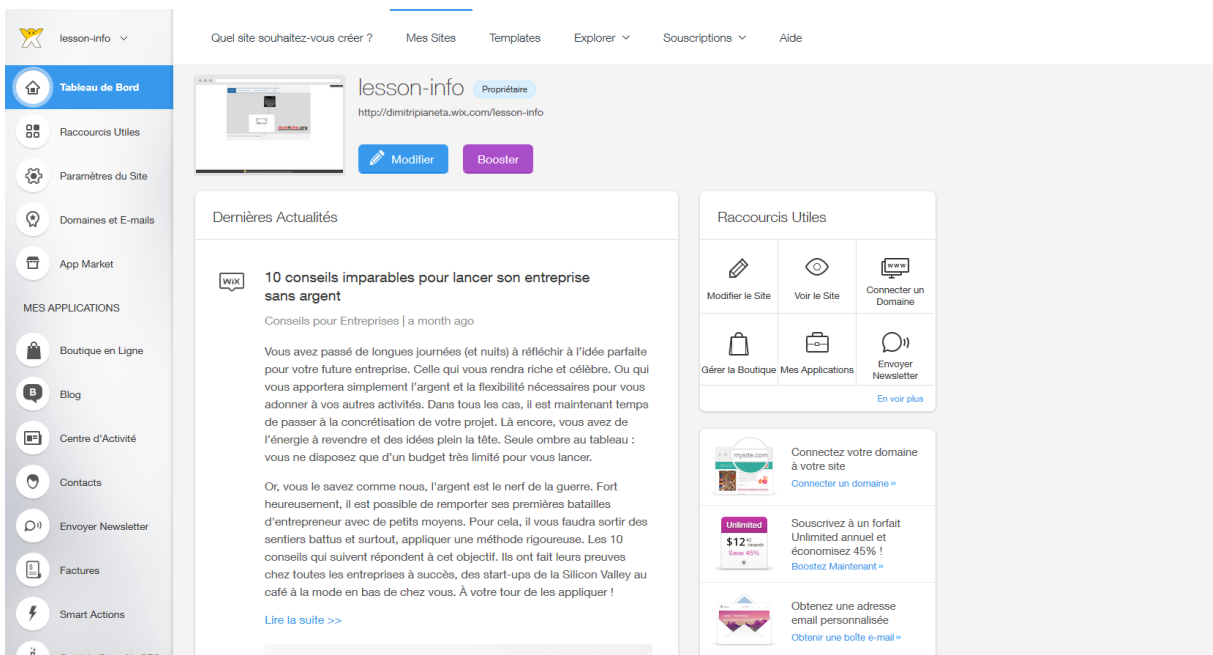 lesson-info
Quel site souhaitez-vous créer ?
Mes Sites
Templates
Explorer
Souscriptions
Aide
Tableau de Bord
Raccourcis Utiles
Paramètres du Site
Domaines et E-mails
App Market
MES APPLICATIONS
Boutique en Ligne
Blog
Centre d'Activité
Contacts
Envoyer Newsletter
Factures
Smart Actions
lesson-info
Propriétaire
http://dimitripianeta.wix.com/lesson-info
Modifier
Booster
Dernières Actualités
WiX
10 conseils imparables pour lancer son entreprise
sans argent
Conseils pour Entreprises | a month ago
Vous avez passé de longues journées (et nuits) à réfléchir à l'idée parfaite
pour votre future entreprise. Celle qui vous rendra riche et célèbre. Ou qui
vous apportera simplement l'argent et la flexibilité nécessaires pour vous
adonner à vos autres activités. Dans tous les cas, il est maintenant temps
de passer à la concrétisation de votre projet. Là encore, vous avez de
l'énergie à revendre et des idées plein la tête. Seule ombre au tableau :
vous ne disposez que d'un budget très limité pour vous lancer.
Or, vous le savez comme nous, l'argent est le nerf de la guerre. Fort
heureusement, il est possible de remporter ses premières batailles
d'entrepreneur avec de petits moyens. Pour cela, il vous faudra sortir des
sentiers battus et surtout, appliquer une méthode rigoureuse. Les 10
conseils qui suivent répondent à cet objectif. Ils ont fait leurs preuves
chez toutes les entreprises à succès, des start-ups de la Silicon Valley au
café à la mode en bas de chez vous. À votre tour de les appliquer !
Lire la suite >>
Raccourcis Utiles
Modifier le Site
Voir le Site
www
Connecter un
Domaine
Gérer la Boutique
Mes Applications
Envoyer
Newsletter
En voir plus
mysite.com
Connectez votre domaine
à votre site
Connecter un domaine »
Unlimited
$12
Save 45%
Souscrivez à un forfait
Unlimited annuel et
économisez 45% !
Boostez Maintenant »
Obtenez une adresse
email personnalisée
Obtenir une boîte e-mail »